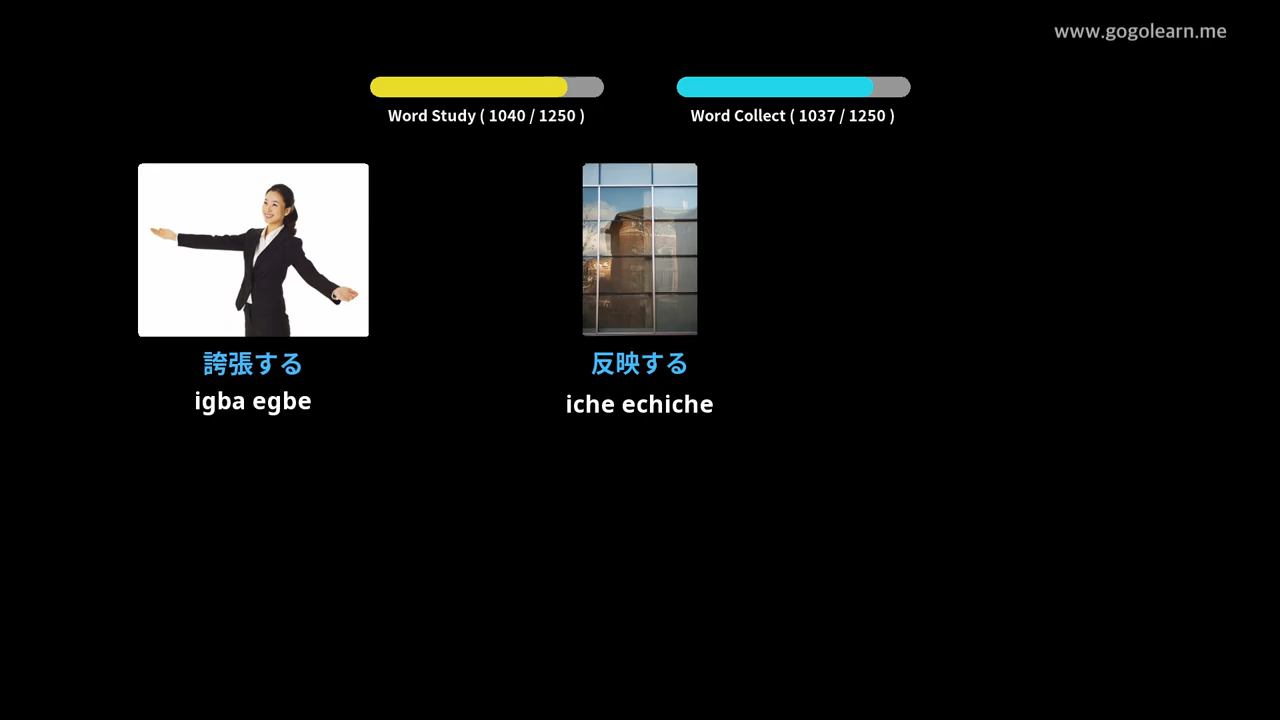 www.gogolearn.me
Word Study ( 1040 / 1250 )
Word Collect ( 1037 / 1250 )
誇張する
反映する
igba egbe
iche echiche